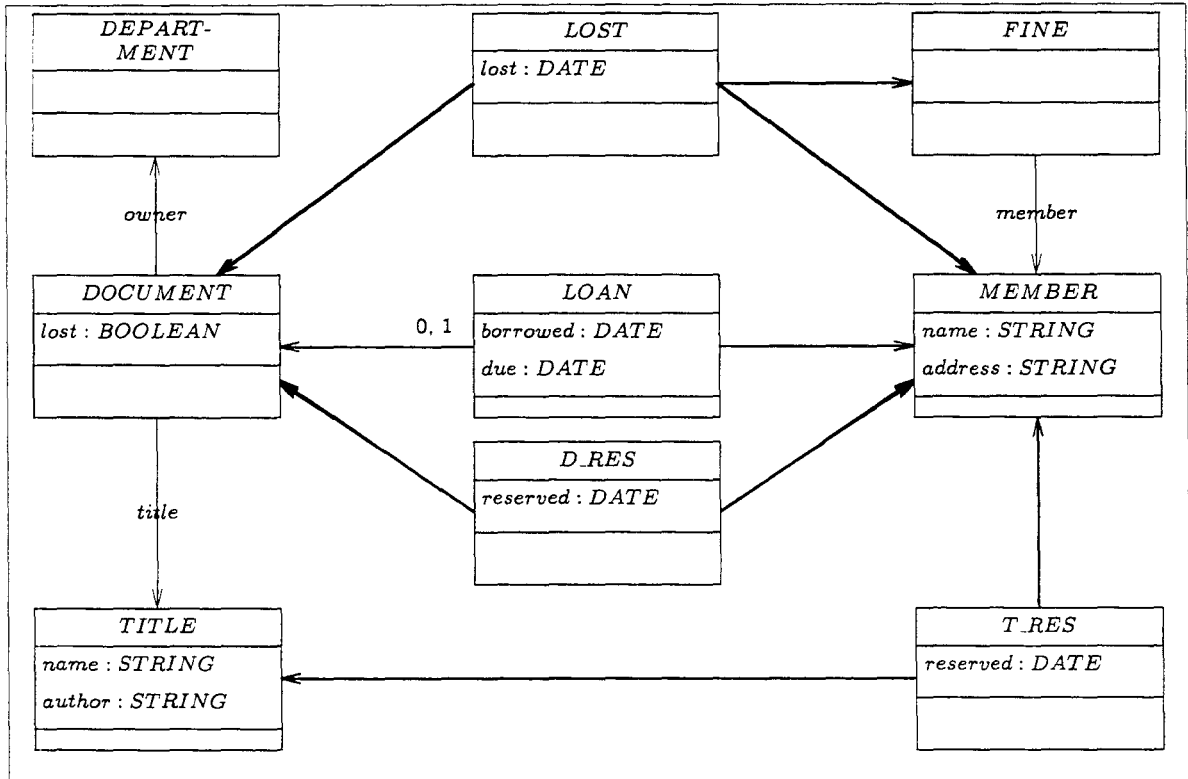 DEPART-
MENT
LOST
lost : DATE
FINE
owner
member
DOCUMENT
lost : BOOLEAN
0, 1
LOAN
borrowed : DATE
due : DATE
MEMBER
name : STRING
address : STRING
D_RES
reserved : DATE
title
TITLE
name : STRING
author : STRING
T_RES
reserved : DATE